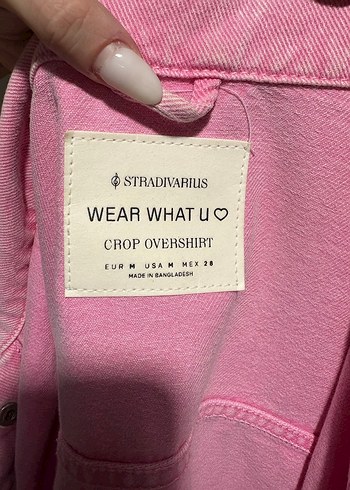 STRADIVARIUS
WEAR WHAT U ♡
CROP OVERSHIRT
EUR M USA M MEX 28
MADE IN BANGLADESH